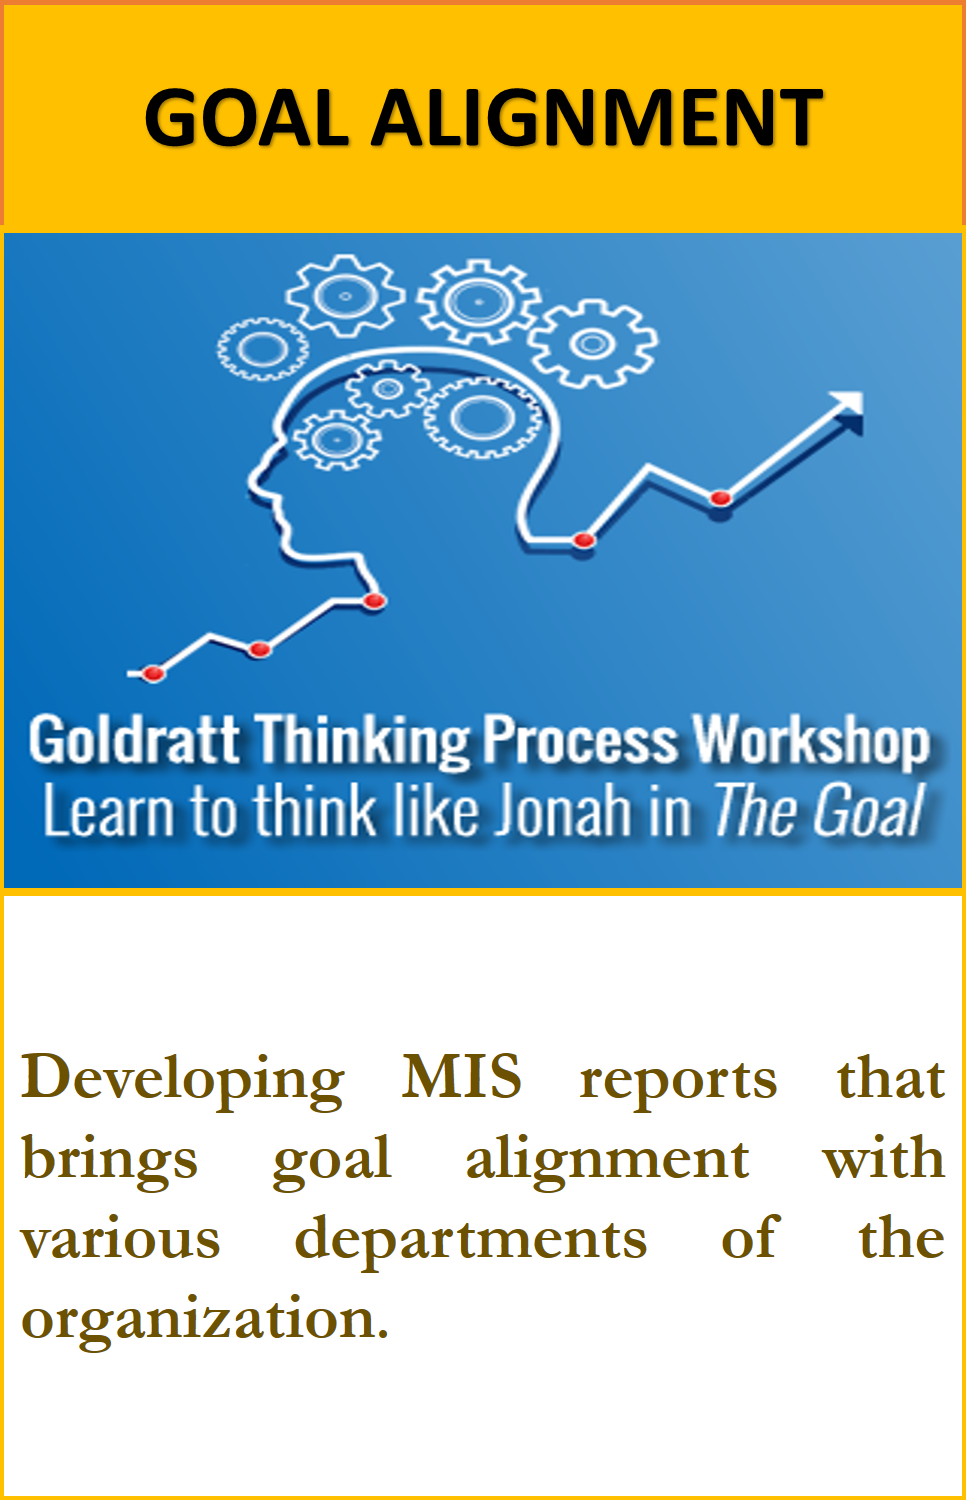 GOAL ALIGNMENT
Goldratt Thinking Process Workshop
Learn to think like Jonah in The Goal
Developing MIS reports that
brings goal alignment with
various departments of the
organization.